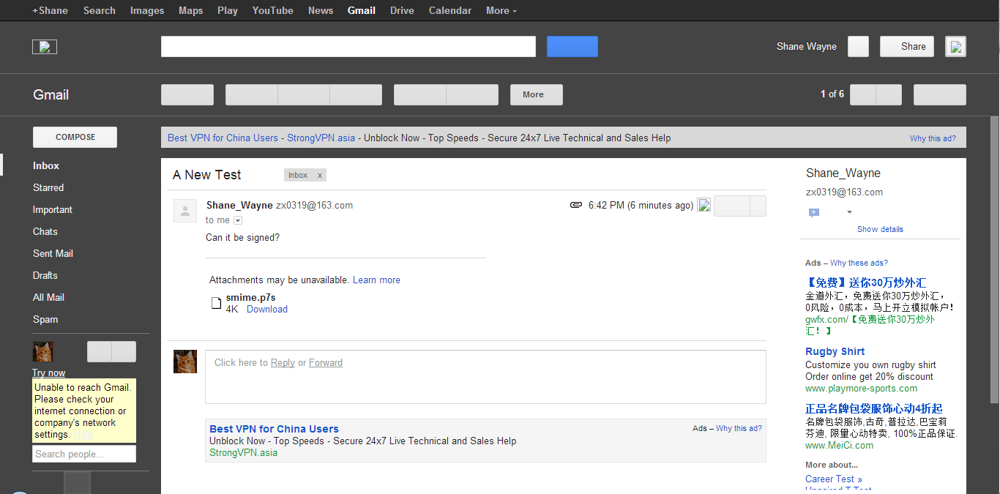 +Shane Search Images Maps Play YouTube News Gmail Drive Calendar More
Shane Wayne Share
Gmail More 1 of 6
COMPOSE
Inbox
Starred
Important
Chats
Sent Mail
Drafts
All Mail
Spam
Try now
Unable to reach Gmail.
Please check your
internet connection or
company's network
settings. Help
Search people...
Best VPN for China Users - StrongVPN.asia - Unblock Now - Top Speeds - Secure 24x7 Live Technical and Sales Help Why this ad?
A New Test Inbox x
Shane_Wayne zx0319@163.com 6:42 PM (6 minutes ago)
to me
Can it be signed?
Attachments may be unavailable. Learn more
smime.p7s
4K Download
Click here to Reply or Forward
Best VPN for China Users Ads – Why this ad?
Unblock Now - Top Speeds - Secure 24x7 Live Technical and Sales Help
StrongVPN.asia
Shane_Wayne
zx0319@163.com
Show details
Ads – Why these ads?
【免费】送你30万炒外汇
金道外汇，免费送你30万炒外汇，
0风险，0成本，马上开立模拟帐户！
gwfx.com/【免费送你30万炒外
汇！】
Rugby Shirt
Customize you own rugby shirt
Order online get 20% discount
www.playmore-sports.com
正品名牌包袋服饰心动4折起
名牌包袋服饰,古奇,普拉达,巴宝莉
芬迪, 限量心动特卖, 100%正品保证.
www.MeiCi.com
More about...
Career Test »